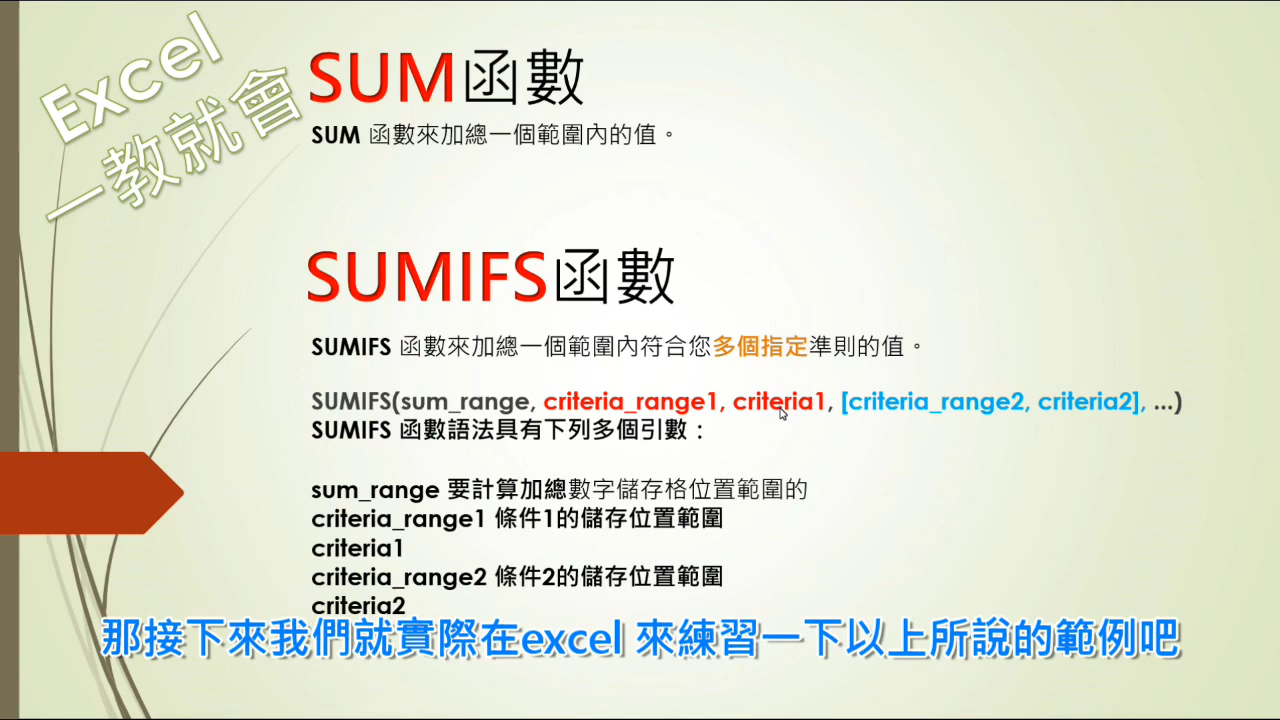 Excel
一教就會
SUM函數
SUM 函數來加總一個範圍內的值。
SUMIFS函數
SUMIFS 函數來加總一個範圍內符合您多個指定準則的值。
SUMIFS(sum_range, criteria_range1, criteria1, [criteria_range2, criteria2], ...)
SUMIFS 函數語法具有下列多個引數：
sum_range 要計算加總數字儲存格位置範圍的
criteria_range1 條件1的儲存位置範圍
criteria1
criteria_range2 條件2的儲存位置範圍
criteria2
那接下來我們就實際在excel 來練習一下以上所說的範例吧